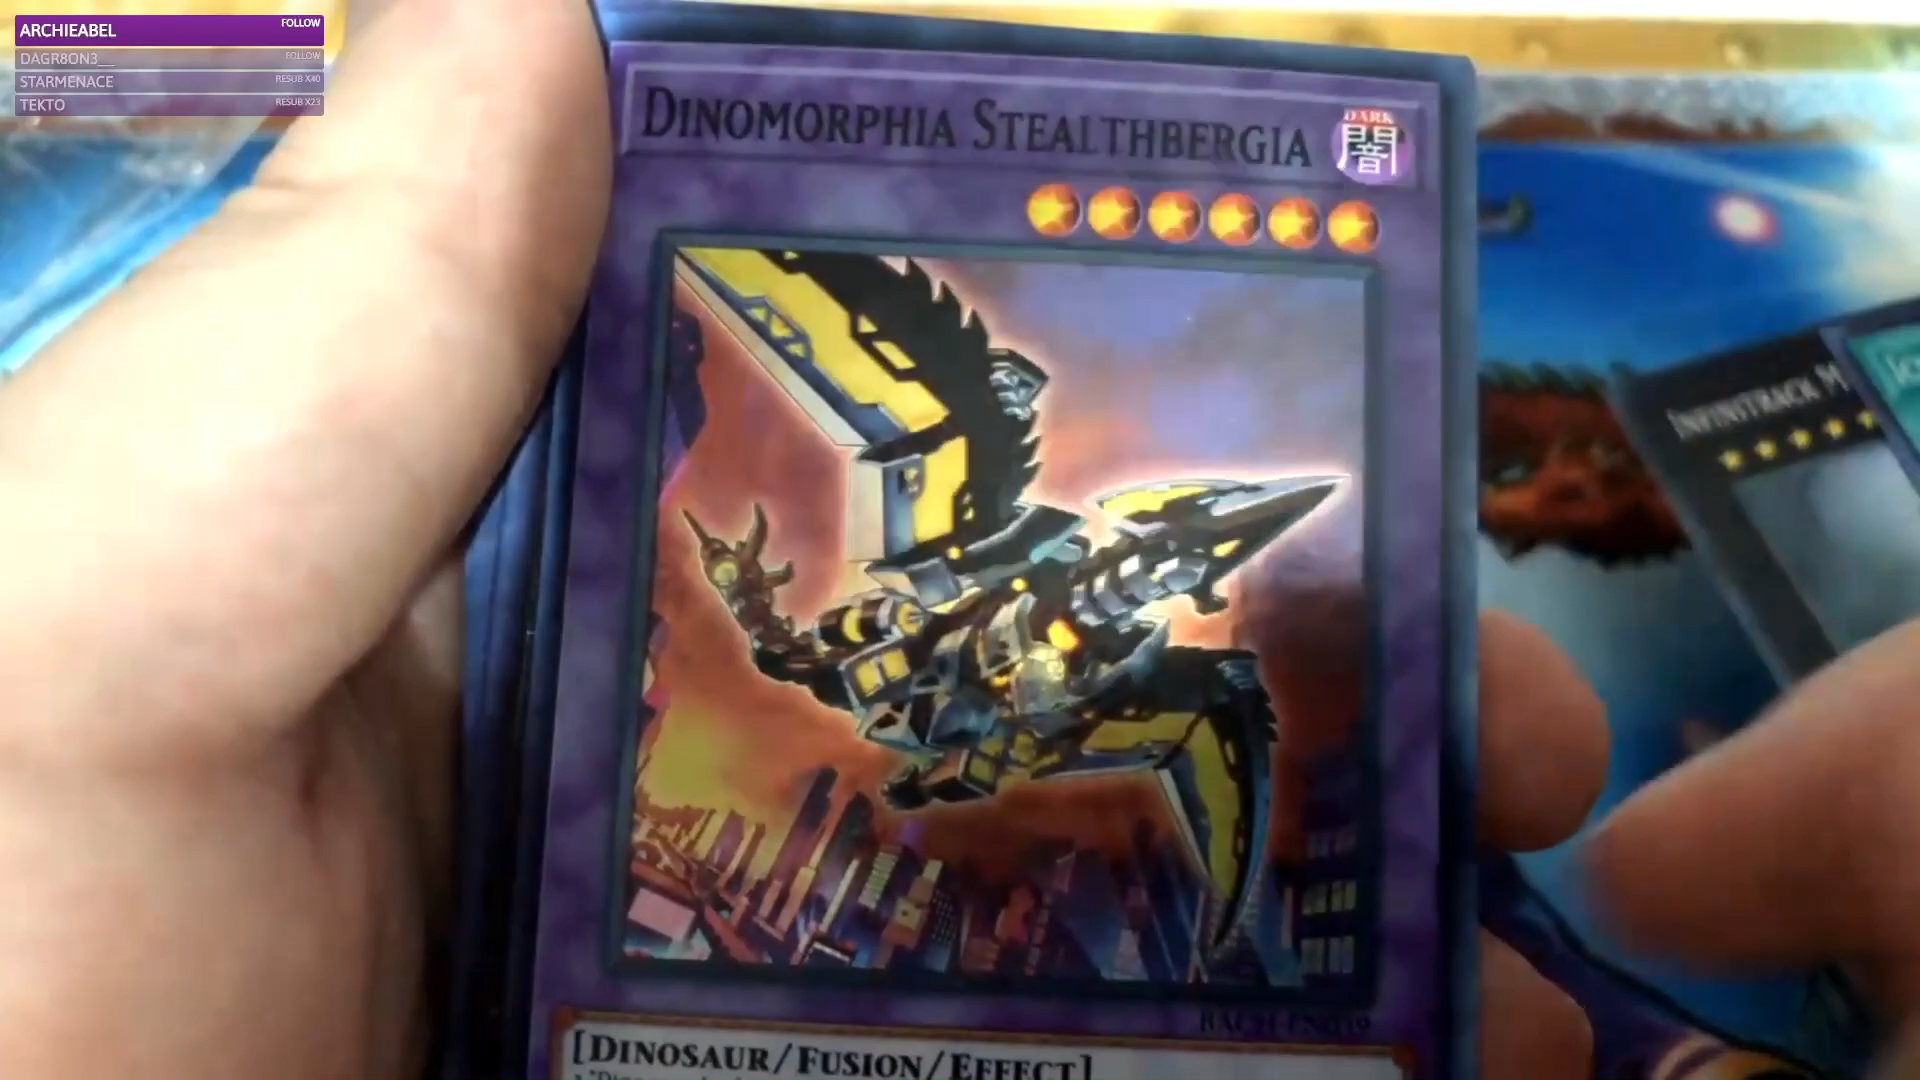 ARCHIEABEL FOLLOW
DAGR8ON3__ FOLLOW
STARMENACE RESUB X40
TEKTO RESUB X23
DINOMORPHIA STEALTHBERGIA
DARK
闇
INFINITRACK M
[DINOSAUR/FUSION/EFFECT]